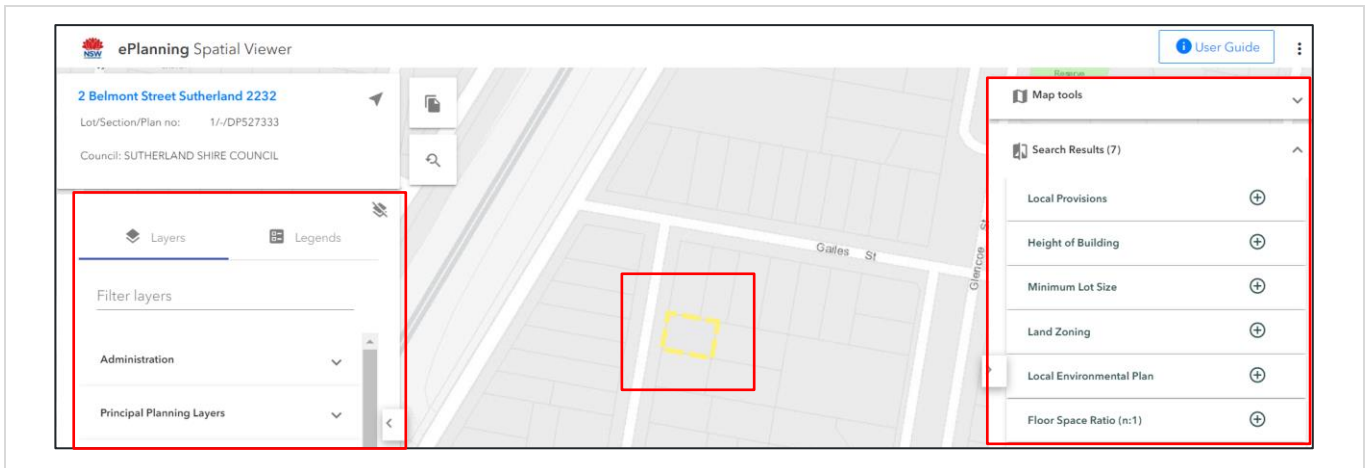 NSW
ePlanning Spatial Viewer
User Guide
2 Belmont Street Sutherland 2232
Lot/Section/Plan no: 1/-/DP527333
Council: SUTHERLAND SHIRE COUNCIL
Layers
Legends
Filter layers
Administration
Principal Planning Layers
Gailes St
Glencoe St
Map tools
Search Results (7)
Local Provisions
Height of Building
Minimum Lot Size
Land Zoning
Local Environmental Plan
Floor Space Ratio (n:1)